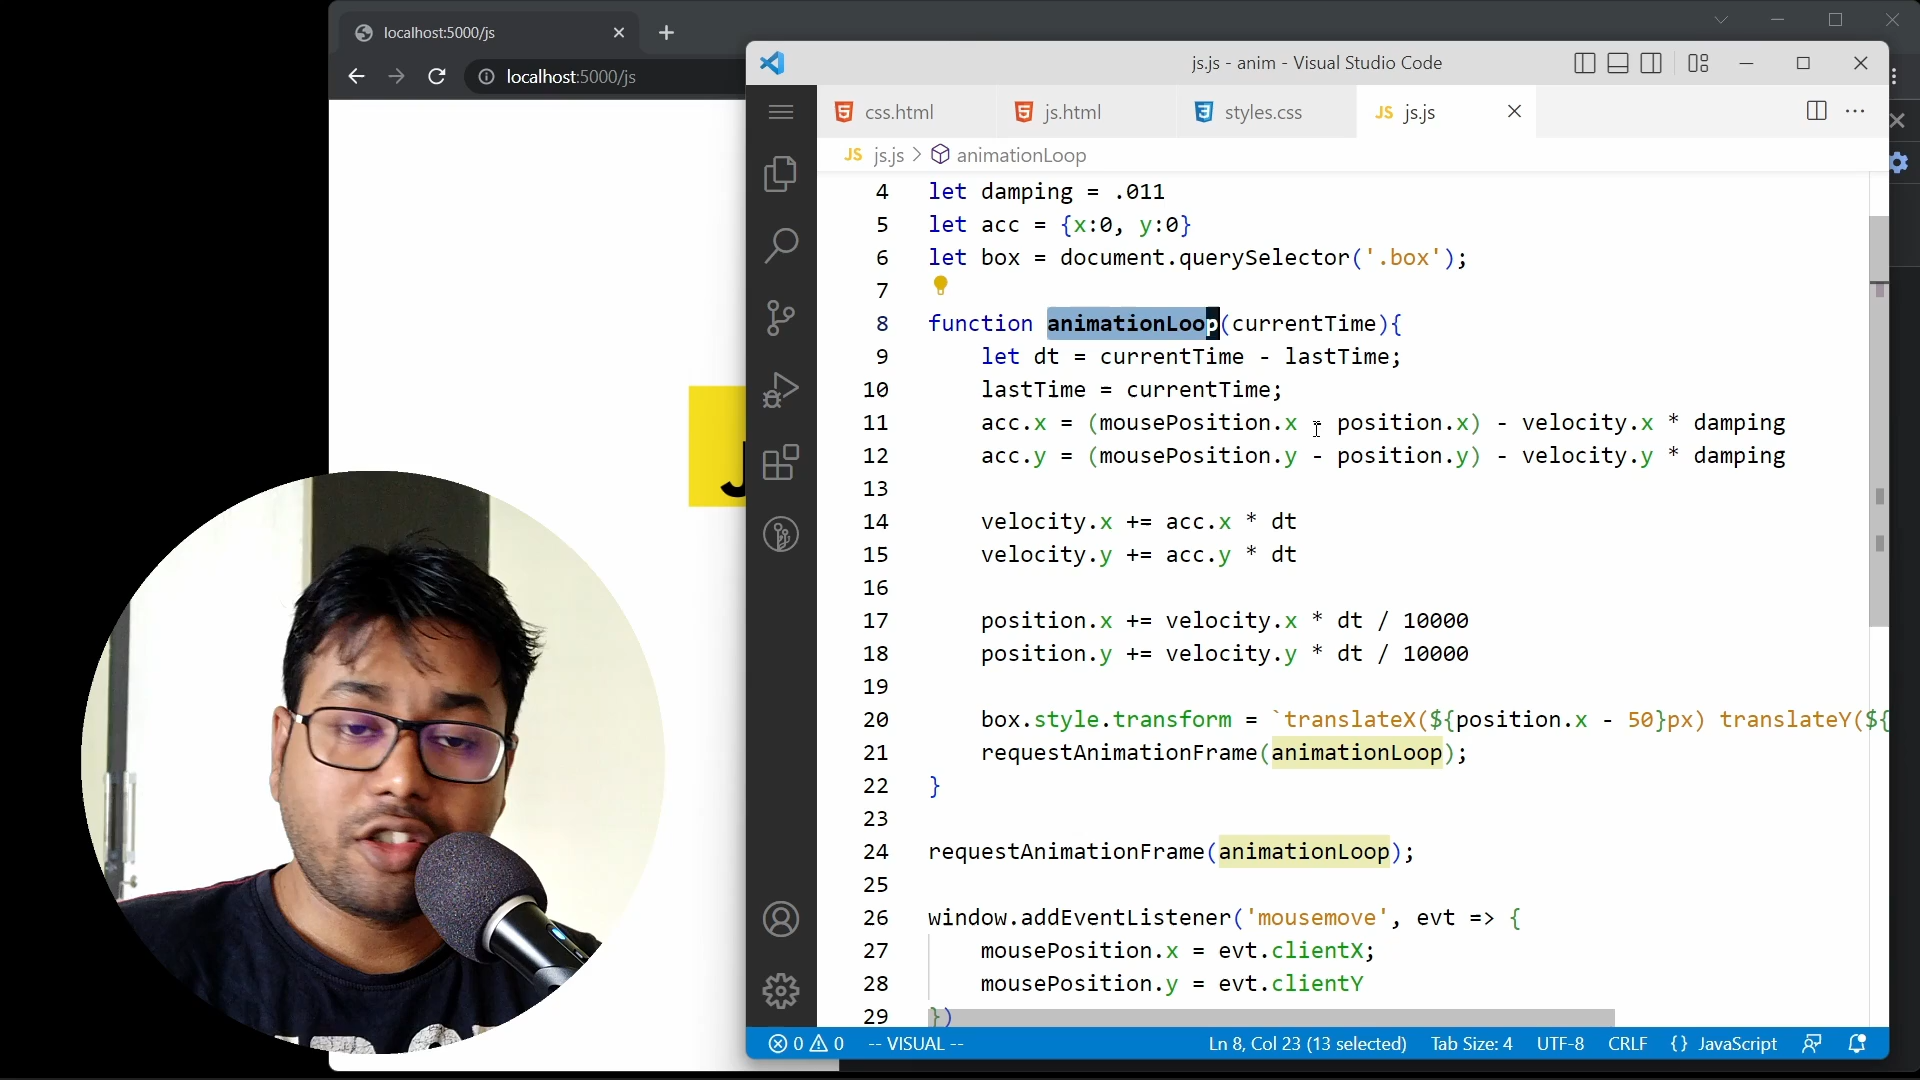 localhost:5000/js
localhost:5000/js
J
js.js - anim - Visual Studio Code
css.html
js.html
styles.css
JS js.js
JS js.js > animationLoop
4 let damping = .011
5 let acc = {x:0, y:0}
6 let box = document.querySelector('.box');
7
8 function animationLoop(currentTime){
9 let dt = currentTime - lastTime;
10 lastTime = currentTime;
11 acc.x = (mousePosition.x - position.x) - velocity.x * damping
12 acc.y = (mousePosition.y - position.y) - velocity.y * damping
13
14 velocity.x += acc.x * dt
15 velocity.y += acc.y * dt
16
17 position.x += velocity.x * dt / 10000
18 position.y += velocity.y * dt / 10000
19
20 box.style.transform = `translateX(${position.x - 50}px) translateY(${
21 requestAnimationFrame(animationLoop);
22 }
23
24 requestAnimationFrame(animationLoop);
25
26 window.addEventListener('mousemove', evt => {
27 mousePosition.x = evt.clientX;
28 mousePosition.y = evt.clientY
29 })
0 0 -- VISUAL -- Ln 8, Col 23 (13 selected) Tab Size: 4 UTF-8 CRLF {} JavaScript